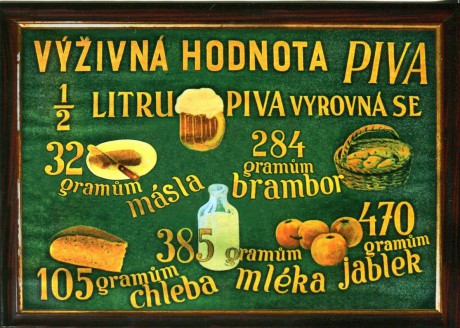 VÝŽIVNÁ HODNOTA PIVA
1/2 LITRU PIVA VYROVNÁ SE
32 gramům másla
284 gramům brambor
105 gramům chleba
385 gramům mléka
470 gramům jablek